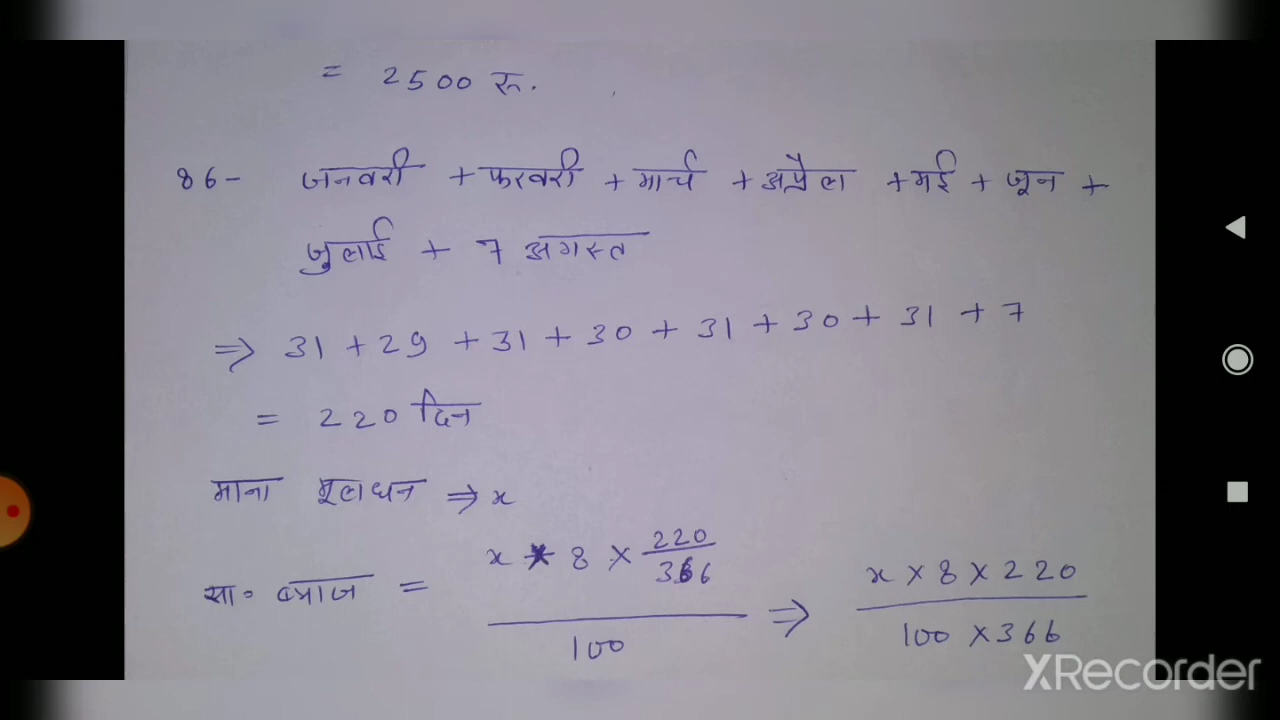 = 2500 रू.
86- जनवरी + फरवरी + मार्च + अप्रैल + मई + जून +
जुलाई + 7 अगस्त
⇒ 31 + 29 + 31 + 30 + 31 + 30 + 31 + 7
= 220 दिन
माना मूलधन ⇒ x
सा. ब्याज = (x × 8 × 220/366)/100 ⇒ (x × 8 × 220)/(100 × 366)
XRecorder